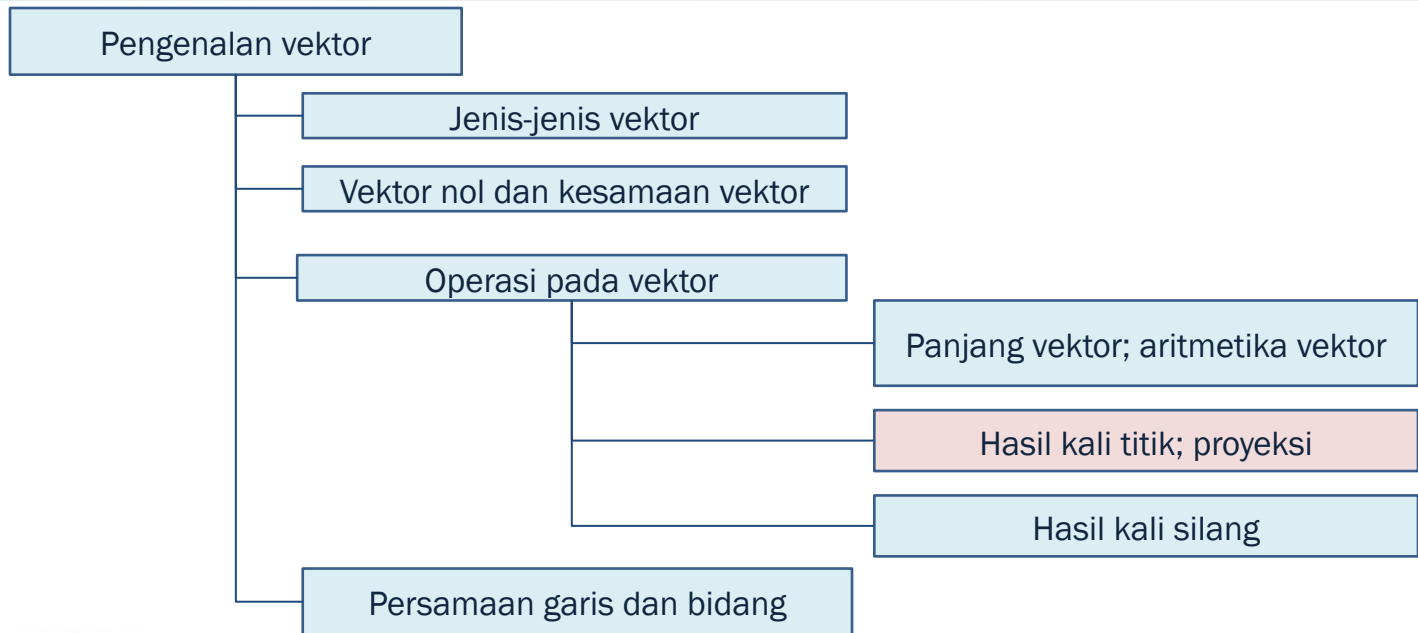 Pengenalan vektor
Jenis-jenis vektor
Vektor nol dan kesamaan vektor
Operasi pada vektor
Panjang vektor; aritmetika vektor
Hasil kali titik; proyeksi
Hasil kali silang
Persamaan garis dan bidang